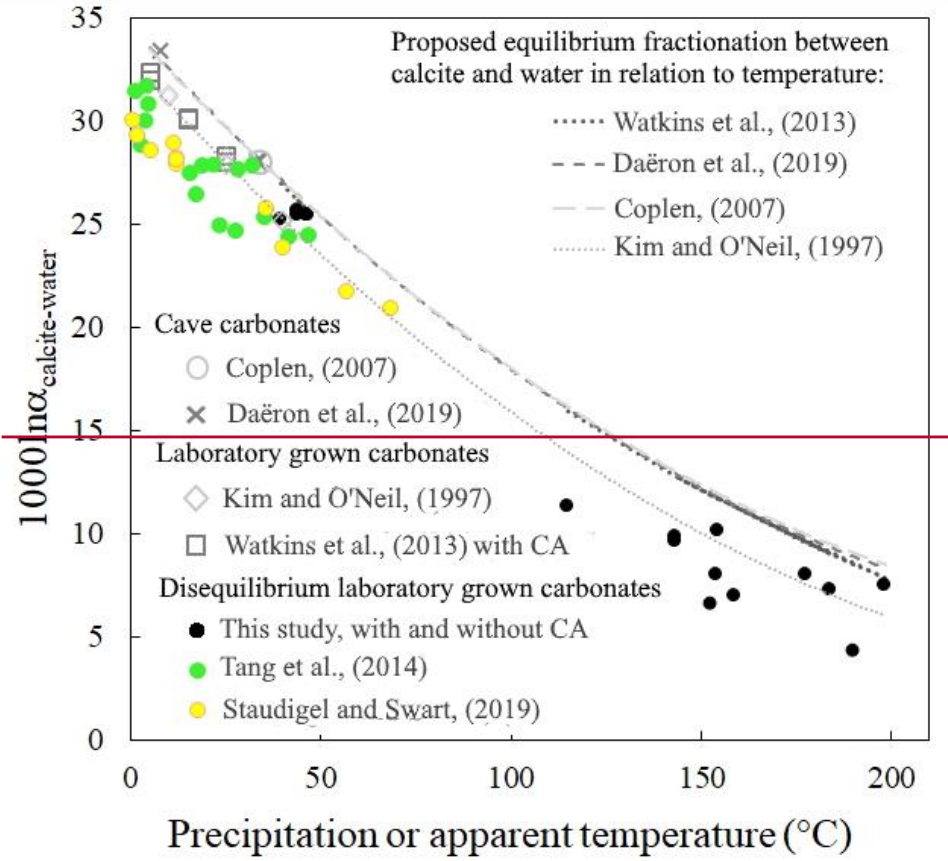 35
30
25
20
15
10
5
0
0 50 100 150 200
1000lnαcalcite-water
Precipitation or apparent temperature (°C)
Proposed equilibrium fractionation between
calcite and water in relation to temperature:
Watkins et al., (2013)
Daëron et al., (2019)
Coplen, (2007)
Kim and O'Neil, (1997)
Cave carbonates
Coplen, (2007)
Daëron et al., (2019)
Laboratory grown carbonates
Kim and O'Neil, (1997)
Watkins et al., (2013) with CA
Disequilibrium laboratory grown carbonates
This study, with and without CA
Tang et al., (2014)
Staudigel and Swart, (2019)